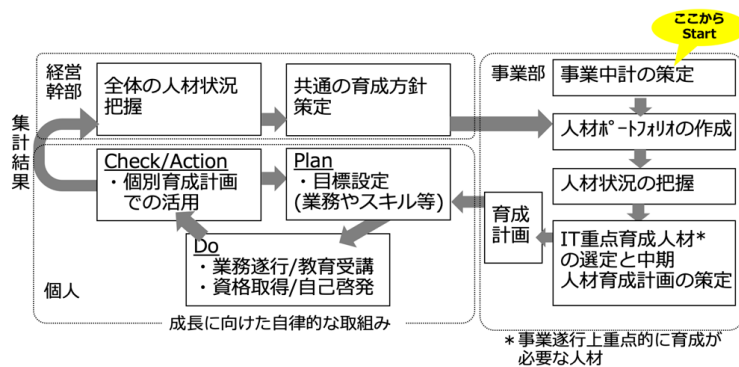 ここから
Start
経営
幹部
全体の人材状況
把握
共通の育成方針
策定
事業部
事業中計の策定
人材ﾎﾟｰﾄﾌｫﾘｵの作成
人材状況の把握
IT重点育成人材*
の選定と中期
人材育成計画の策定
育成
計画
集計結果
Check/Action
・個別育成計画
での活用
Plan
・目標設定
(業務やスキル等)
Do
・業務遂行/教育受講
・資格取得/自己啓発
個人
成長に向けた自律的な取組み
*事業遂行上重点的に育成が
必要な人材